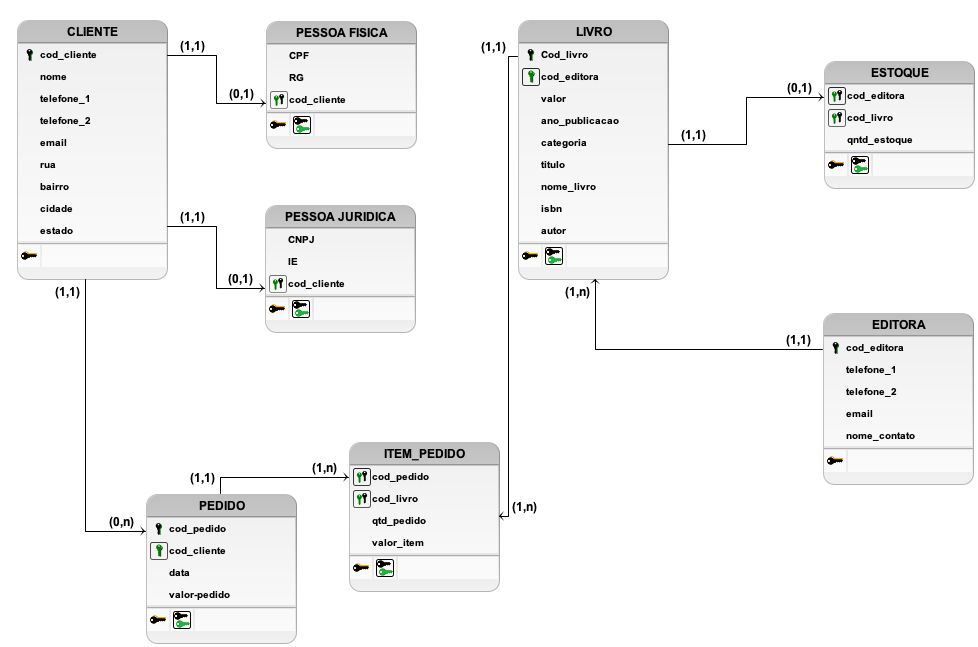 CLIENTE
cod_cliente
nome
telefone_1
telefone_2
email
rua
bairro
cidade
estado
(1,1)
(0,1)
PESSOA FISICA
CPF
RG
cod_cliente
(1,1)
(0,1)
PESSOA JURIDICA
CNPJ
IE
cod_cliente
(1,1)
(0,n)
PEDIDO
cod_pedido
cod_cliente
data
valor-pedido
(1,1)
(1,n)
ITEM_PEDIDO
cod_pedido
cod_livro
qtd_pedido
valor_item
(1,1)
(1,n)
LIVRO
Cod_livro
cod_editora
valor
ano_publicacao
categoria
titulo
nome_livro
isbn
autor
(1,1)
(0,1)
ESTOQUE
cod_editora
cod_livro
qntd_estoque
(1,n)
(1,1)
EDITORA
cod_editora
telefone_1
telefone_2
email
nome_contato